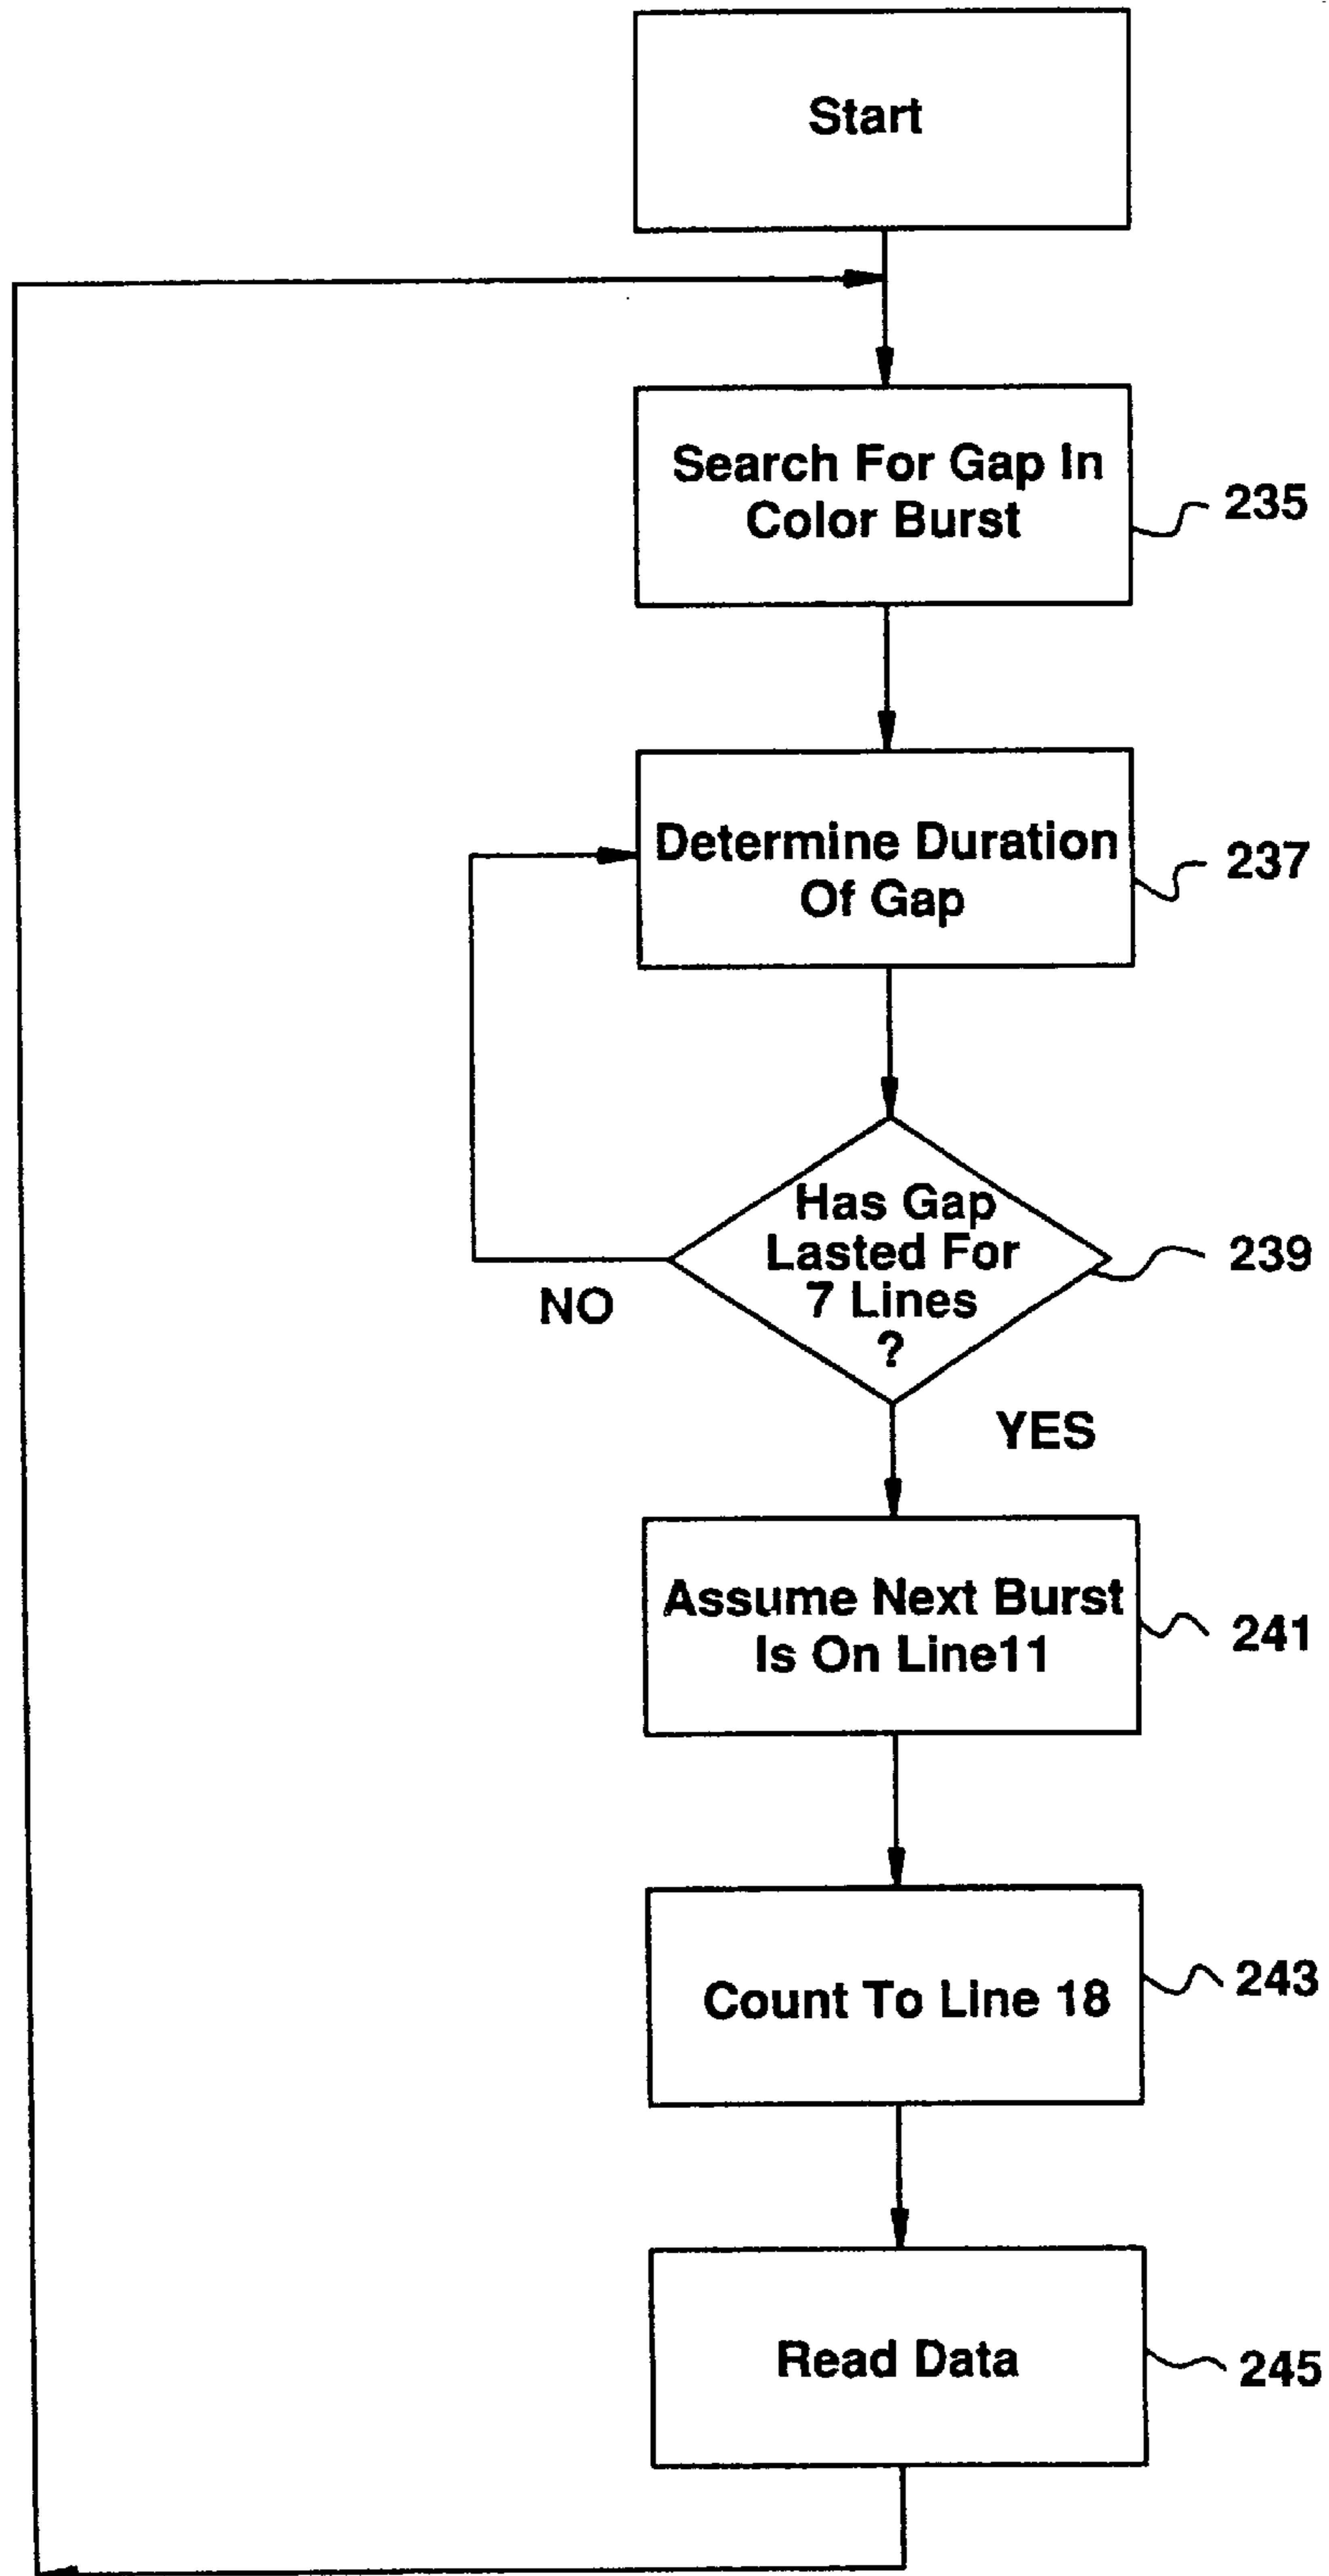 Start
Search For Gap In
Color Burst
235
Determine Duration
Of Gap
237
Has Gap
Lasted For
7 Lines
?
239
NO
YES
Assume Next Burst
Is On Line11
241
Count To Line 18
243
Read Data
245